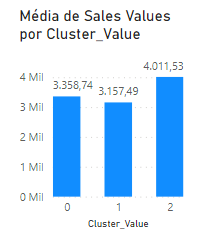 Média de Sales Values
por Cluster_Value
4.011,53
4 Mil
3.358,74
3.157,49
3 Mil
2 Mil
1 Mil
0 Mil
0 1 2
Cluster_Value